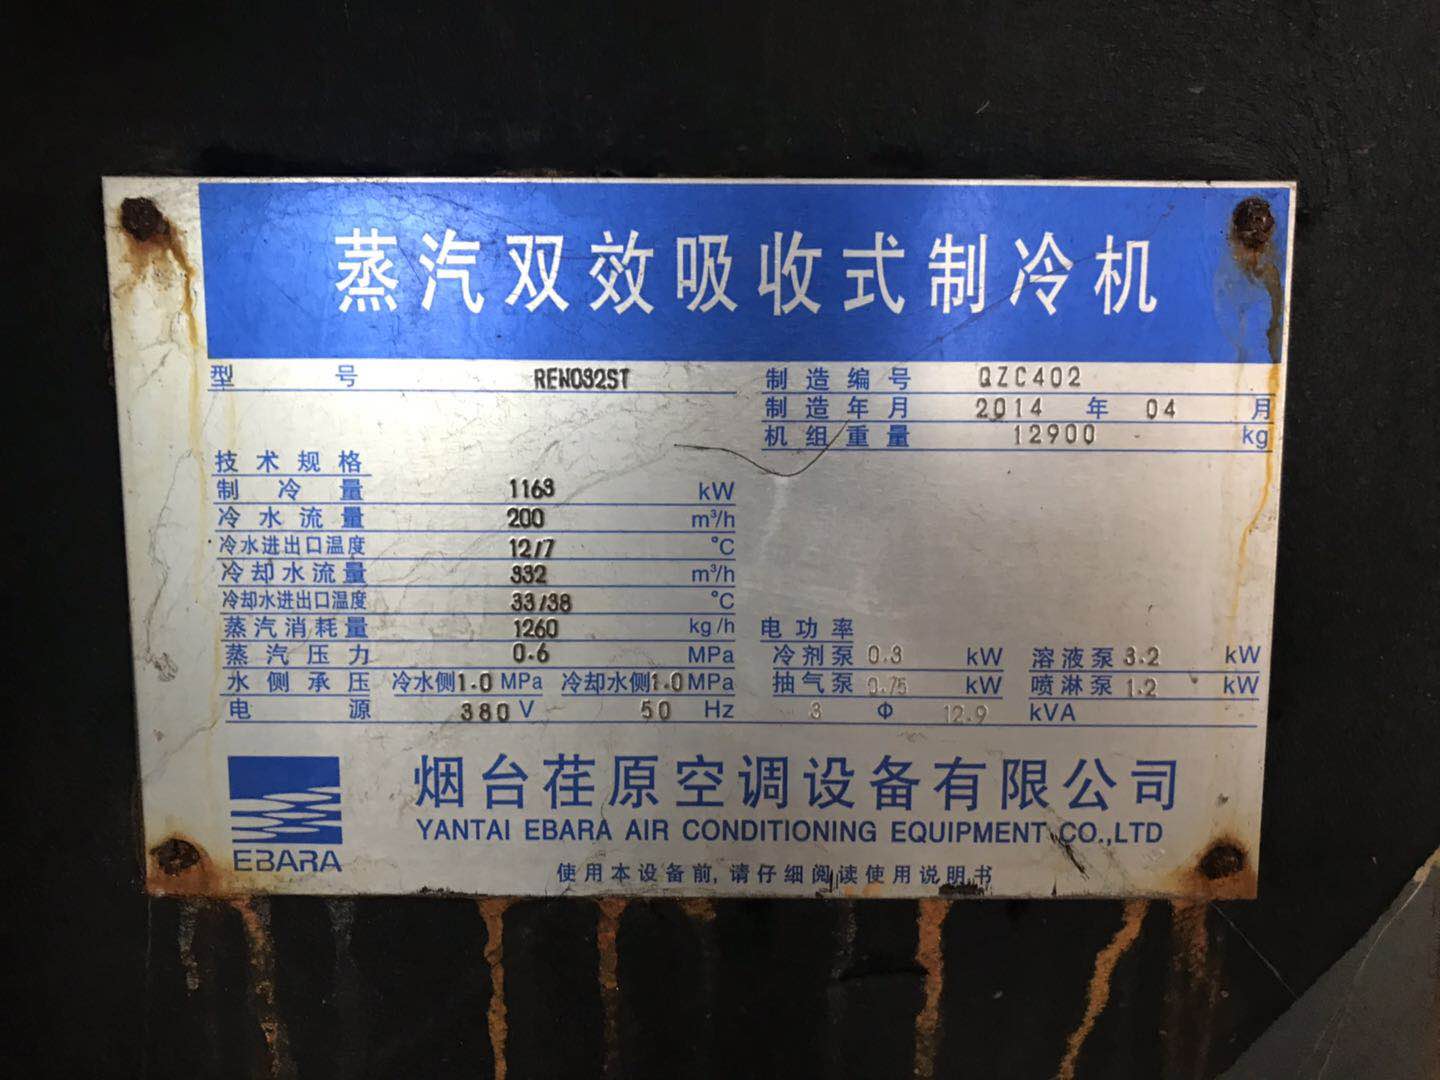 蒸汽双效吸收式制冷机
型 号 REW032ST
制造编号 QZC402
制造年月 2014 年 04 月
机组重量 12900 kg
技术规格
制冷量 1163 kW
冷水流量 200 m³/h
冷水进出口温度 12/7 °C
冷却水流量 332 m³/h
冷却水进出口温度 33/38 °C
蒸汽消耗量 1260 kg/h
电功率
蒸汽压力 0.6 MPa
冷剂泵 0.3 kW 溶液泵 3.2 kW
水侧承压 冷水侧1.0 MPa 冷却水侧1.0 MPa
抽气泵 0.75 kW 喷淋泵 1.2 kW
电 源 380 V 50 Hz 3 Φ 12.9 kVA
烟台荏原空调设备有限公司
YANTAI EBARA AIR CONDITIONING EQUIPMENT CO.,LTD
EBARA
使用本设备前,请仔细阅读使用说明书